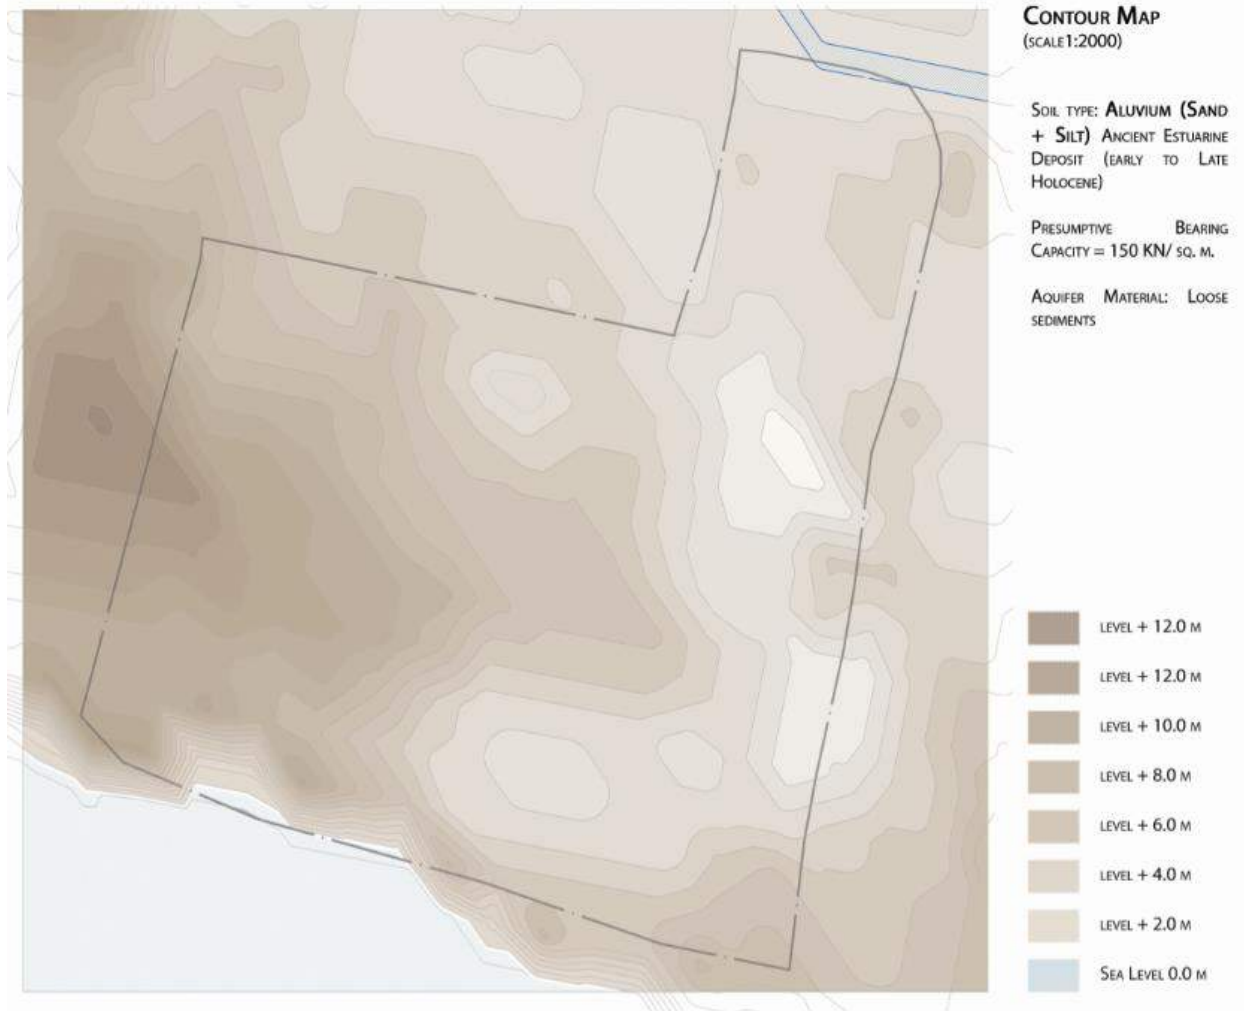 CONTOUR MAP
(SCALE1:2000)
SOIL TYPE: ALUVIUM (SAND
+ SILT) ANCIENT ESTUARINE
DEPOSIT (EARLY TO LATE
HOLOCENE)
PRESUMPTIVE BEARING
CAPACITY = 150 KN/ SQ. M.
AQUIFER MATERIAL: LOOSE
SEDIMENTS
LEVEL + 12.0 M
LEVEL + 12.0 M
LEVEL + 10.0 M
LEVEL + 8.0 M
LEVEL + 6.0 M
LEVEL + 4.0 M
LEVEL + 2.0 M
SEA LEVEL 0.0 M